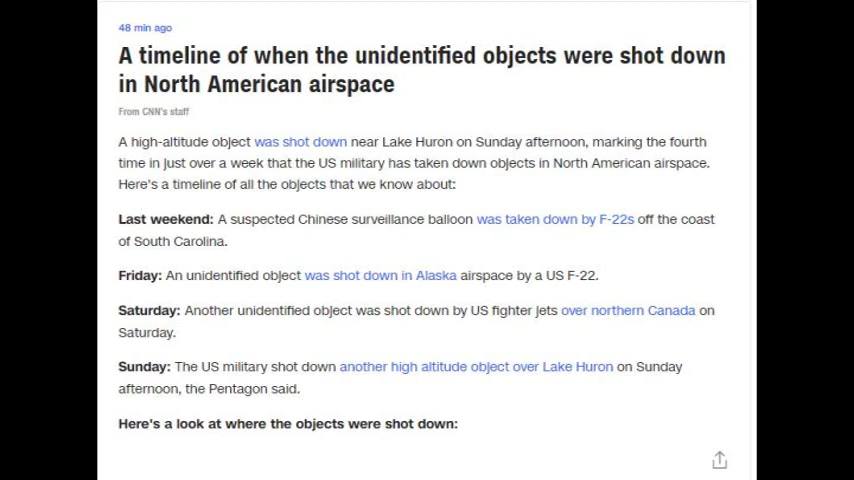 48 min ago
A timeline of when the unidentified objects were shot down
in North American airspace
From CNN's staff
A high-altitude object was shot down near Lake Huron on Sunday afternoon, marking the fourth
time in just over a week that the US military has taken down objects in North American airspace.
Here's a timeline of all the objects that we know about:
Last weekend: A suspected Chinese surveillance balloon was taken down by F-22s off the coast
of South Carolina.
Friday: An unidentified object was shot down in Alaska airspace by a US F-22.
Saturday: Another unidentified object was shot down by US fighter jets over northern Canada on
Saturday.
Sunday: The US military shot down another high altitude object over Lake Huron on Sunday
afternoon, the Pentagon said.
Here's a look at where the objects were shot down: